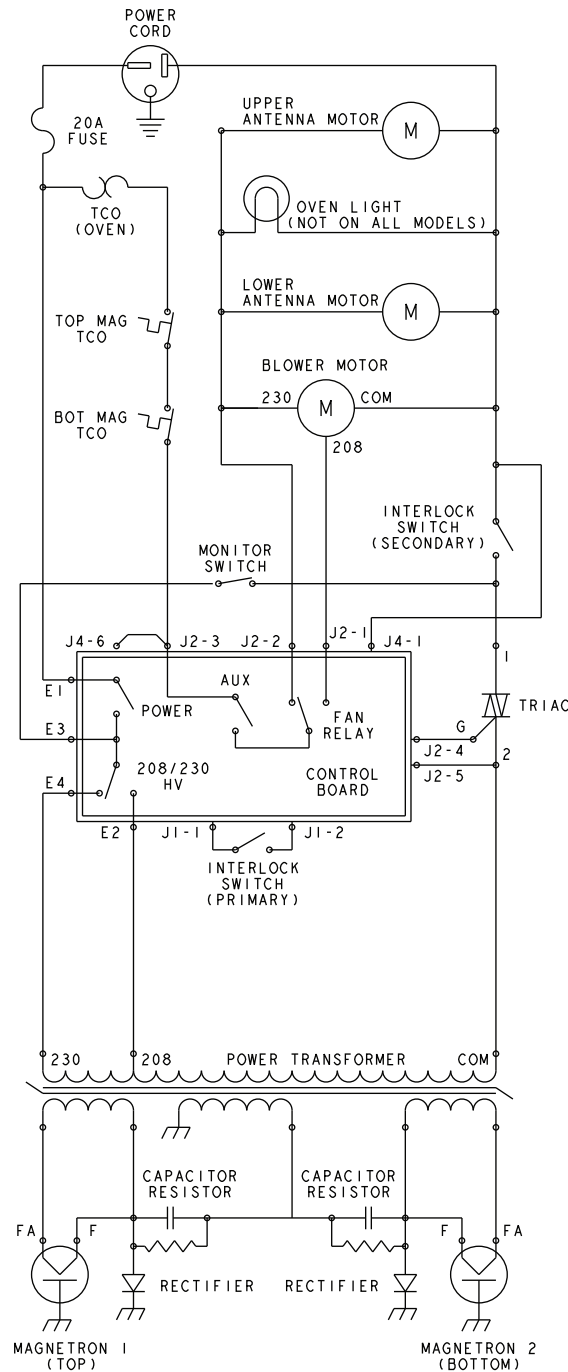 POWER
CORD
20A
FUSE
UPPER
ANTENNA MOTOR
M
TCO
(OVEN)
OVEN LIGHT
(NOT ON ALL MODELS)
LOWER
ANTENNA MOTOR
M
TOP MAG
TCO
BLOWER MOTOR
230
M
COM
208
BOT MAG
TCO
INTERLOCK
SWITCH
(SECONDARY)
MONITOR
SWITCH
J4-6
J2-3
J2-2
J2-1
J4-1
1
E1
POWER
AUX
FAN
RELAY
TRIAC
G
E3
J2-4
2
208/230
HV
CONTROL
BOARD
J2-5
E4
E2
J1-1
J1-2
INTERLOCK
SWITCH
(PRIMARY)
230
208
POWER TRANSFORMER
COM
CAPACITOR
RESISTOR
CAPACITOR
RESISTOR
FA
F
F
FA
RECTIFIER
RECTIFIER
MAGNETRON 1
(TOP)
MAGNETRON 2
(BOTTOM)